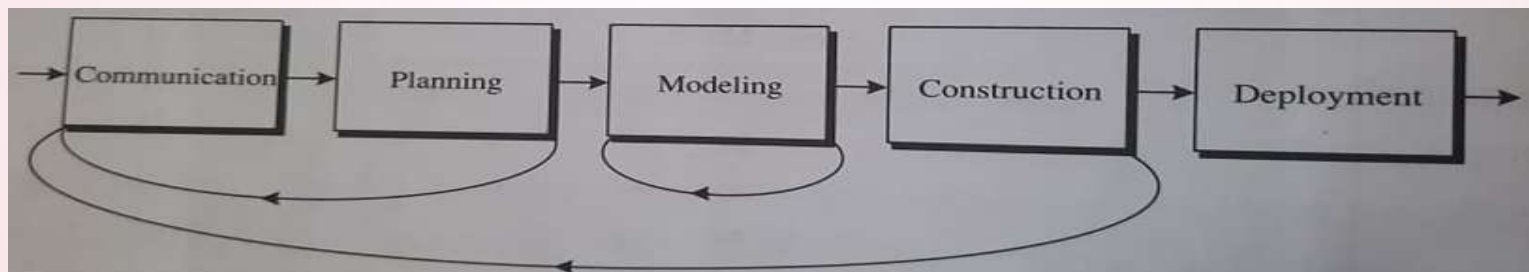 Communication
Planning
Modeling
Construction
Deployment